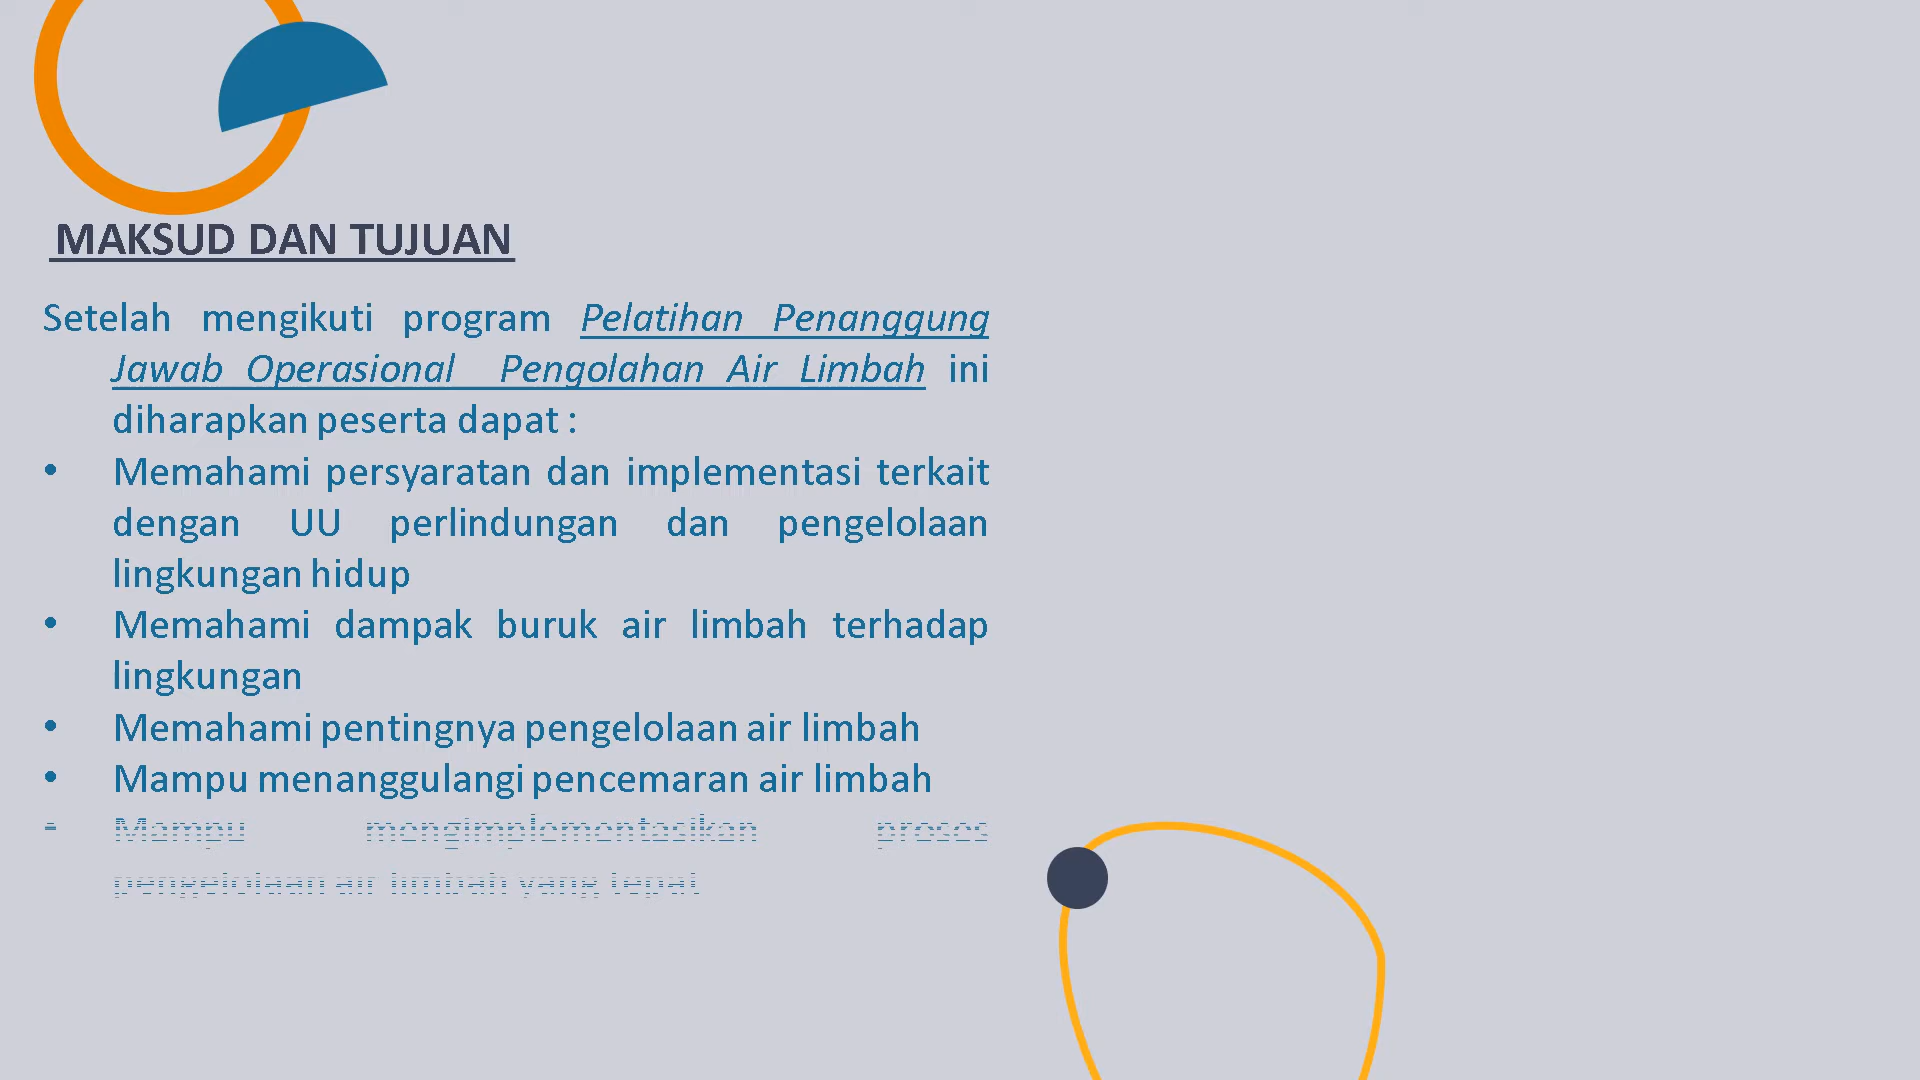 MAKSUD DAN TUJUAN
Setelah mengikuti program Pelatihan Penanggung
Jawab Operasional Pengolahan Air Limbah ini
diharapkan peserta dapat :
• Memahami persyaratan dan implementasi terkait
dengan UU perlindungan dan pengelolaan
lingkungan hidup
• Memahami dampak buruk air limbah terhadap
lingkungan
• Memahami pentingnya pengelolaan air limbah
• Mampu menanggulangi pencemaran air limbah
• Mampu mengimplementasikan proses
pengelolaan air limbah yang tepat